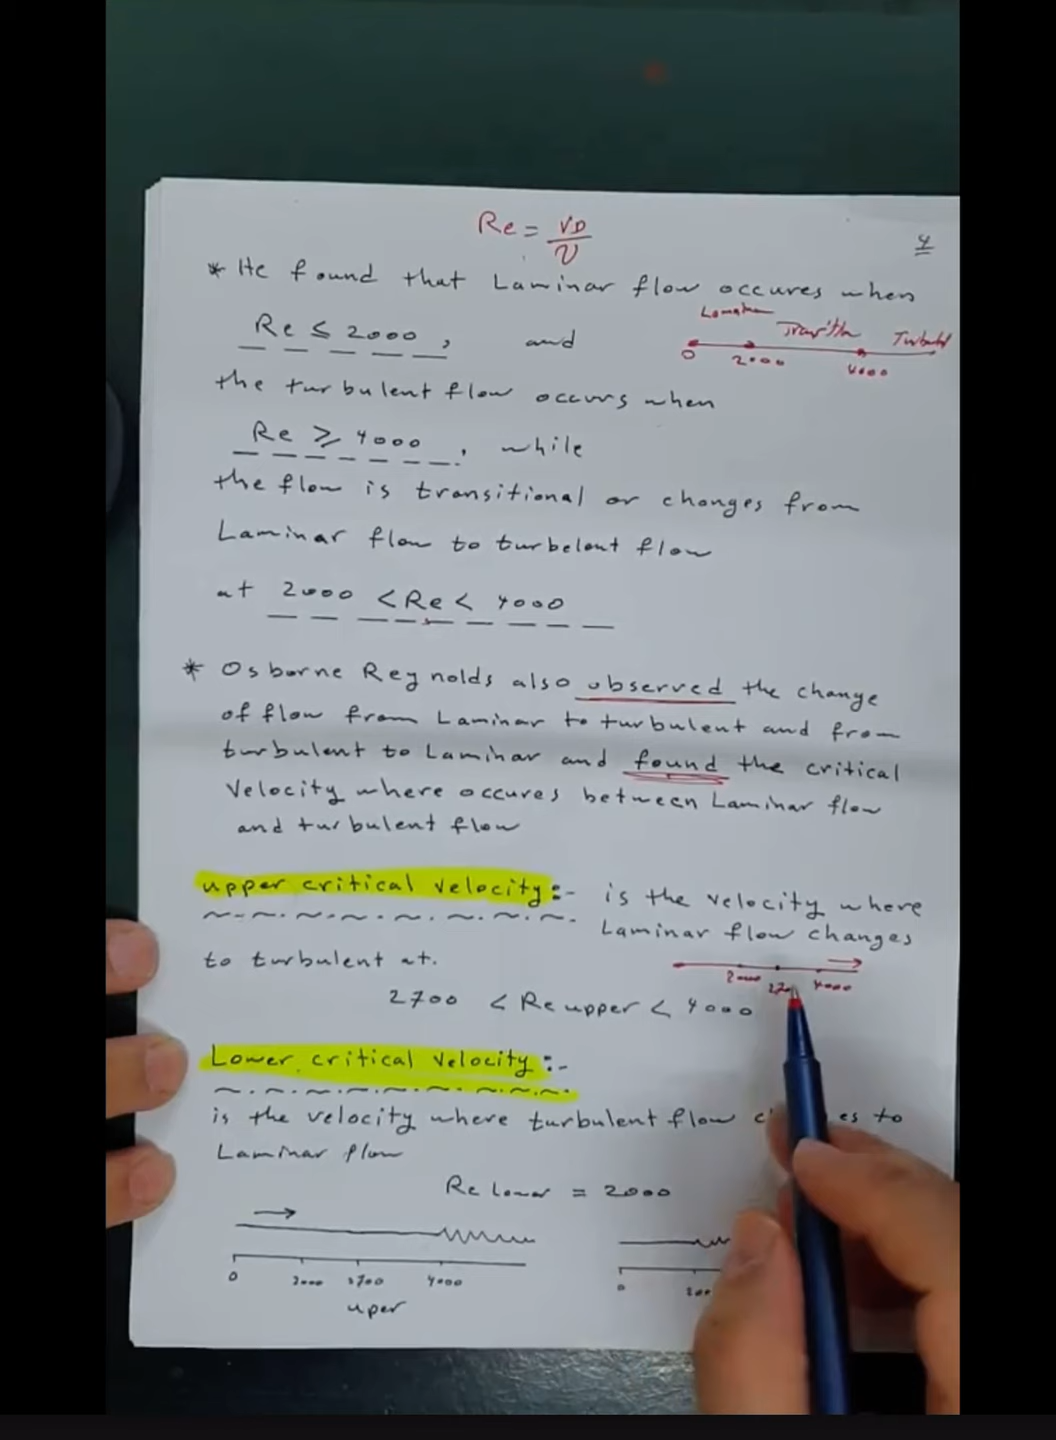 Re = VD/υ
4
* He found that Laminar flow occures when
Re ≤ 2000 , and
0 2000 4000
the turbulent flow occurs when
Re ≥ 4000 , while
the flow is transitional or changes from
Laminar flow to turbelent flow
at 2000 < Re < 4000
* Osborne Reynolds also observed the change
of flow from Laminar to turbulent and from
turbulent to Laminar and found the critical
Velocity where occures between Laminar flow
and turbulent flow
upper critical velocity:- is the velocity where
Laminar flow changes
to turbulent at.
2000 4000
2700 < Re upper < 4000
Lower critical velocity :-
is the velocity where turbulent flow to
Laminar flow
Re lower = 2000
0 2000 2700 4000
0
uper